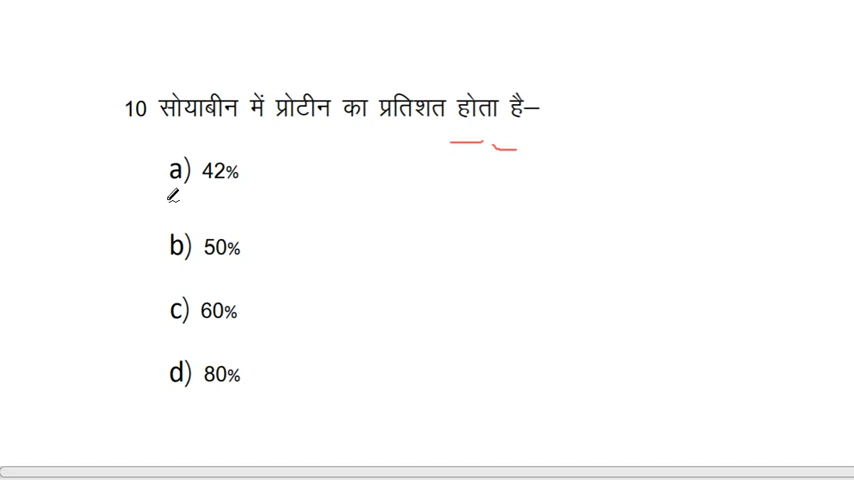 10 सोयाबीन में प्रोटीन का प्रतिशत होता है–
a) 42%
b) 50%
c) 60%
d) 80%